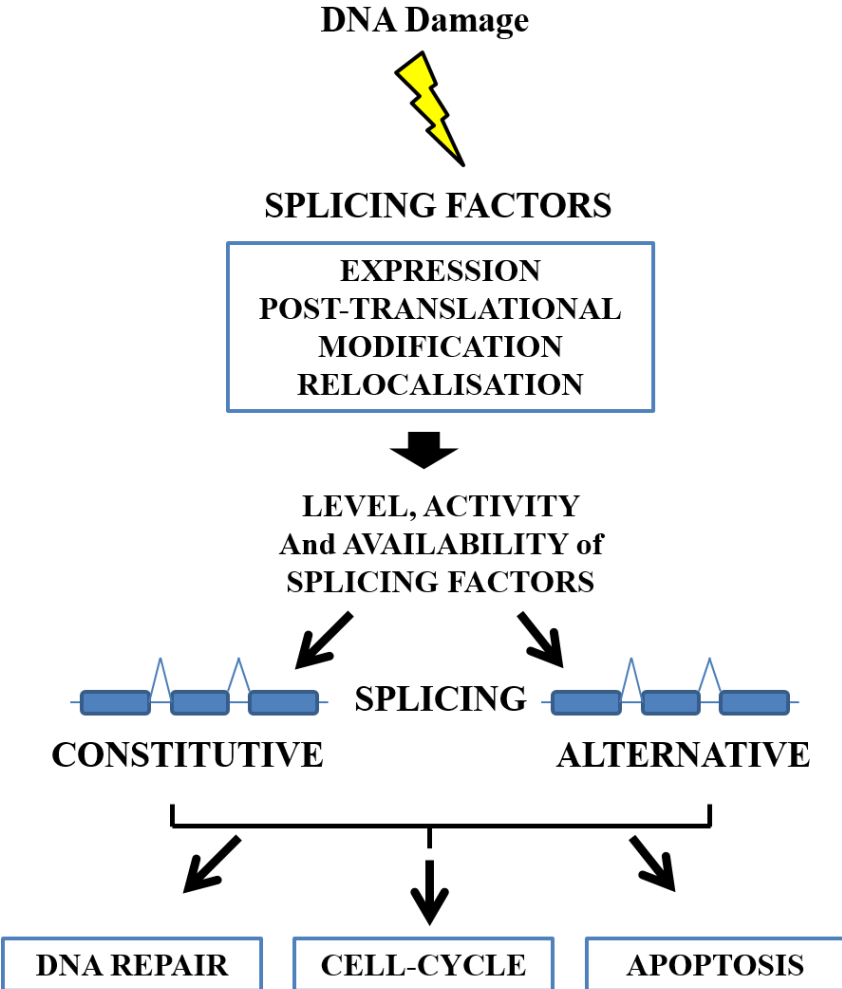 DNA Damage
SPLICING FACTORS
EXPRESSION
POST-TRANSLATIONAL
MODIFICATION
RELOCALISATION
LEVEL, ACTIVITY
And AVAILABILITY of
SPLICING FACTORS
SPLICING
CONSTITUTIVE
ALTERNATIVE
DNA REPAIR
CELL-CYCLE
APOPTOSIS